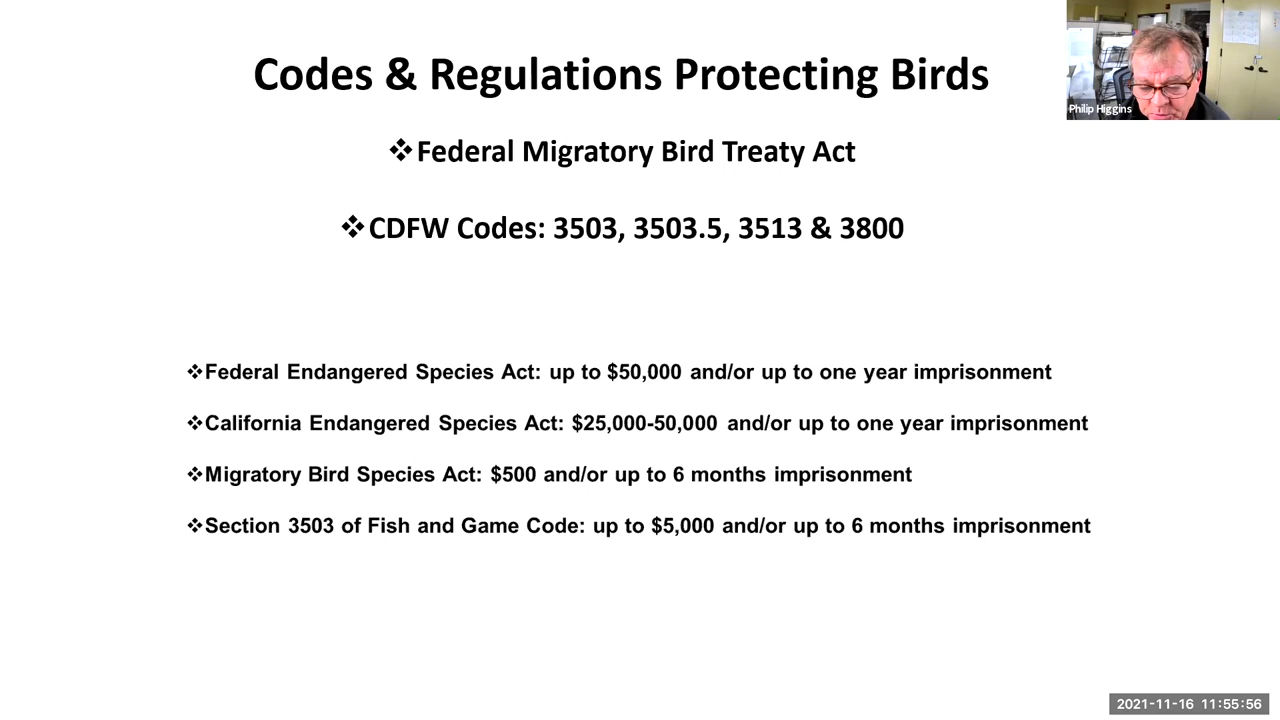 Codes & Regulations Protecting Birds
Philip Higgins
❖Federal Migratory Bird Treaty Act
❖CDFW Codes: 3503, 3503.5, 3513 & 3800
❖Federal Endangered Species Act: up to $50,000 and/or up to one year imprisonment
❖California Endangered Species Act: $25,000-50,000 and/or up to one year imprisonment
❖Migratory Bird Species Act: $500 and/or up to 6 months imprisonment
❖Section 3503 of Fish and Game Code: up to $5,000 and/or up to 6 months imprisonment
2021-11-16 11:55:56